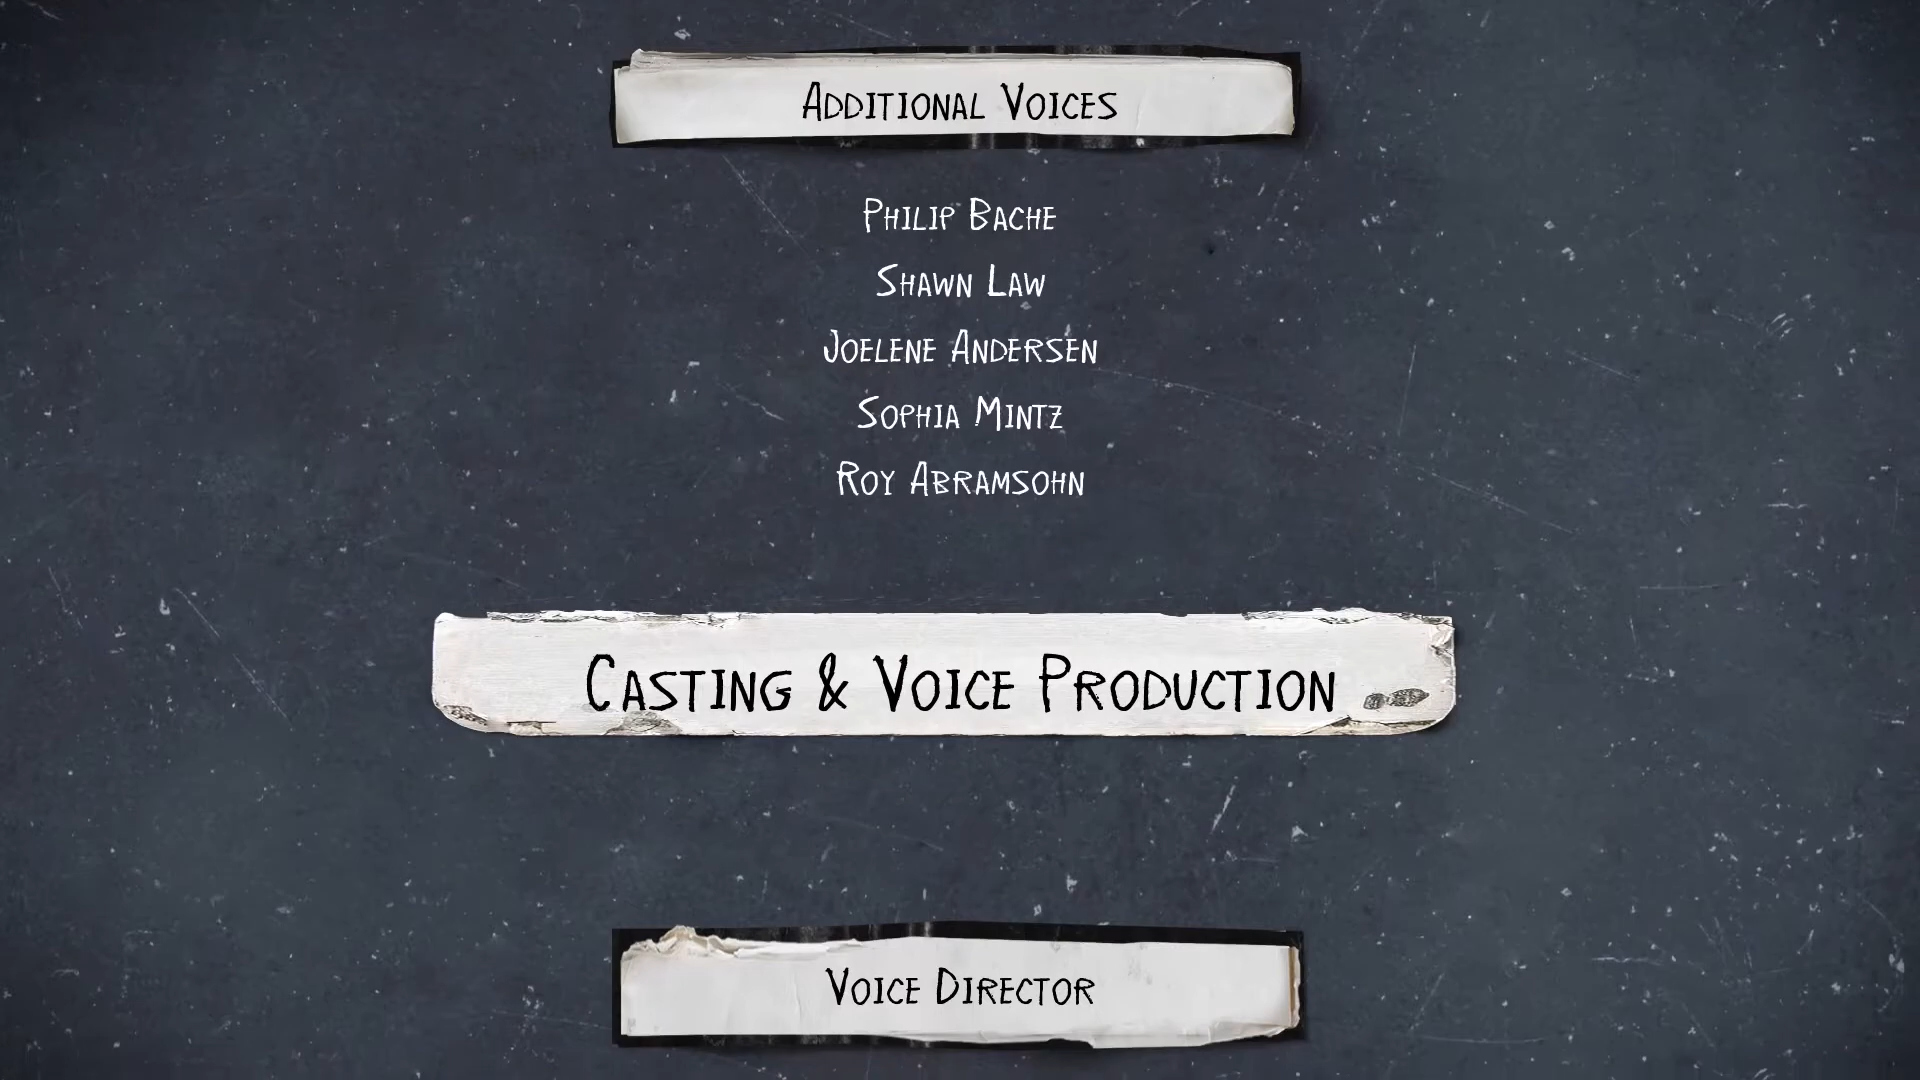 Additional Voices
Philip Bache
Shawn Law
Joelene Andersen
Sophia Mintz
Roy Abramsohn
Casting & Voice Production
Voice Director